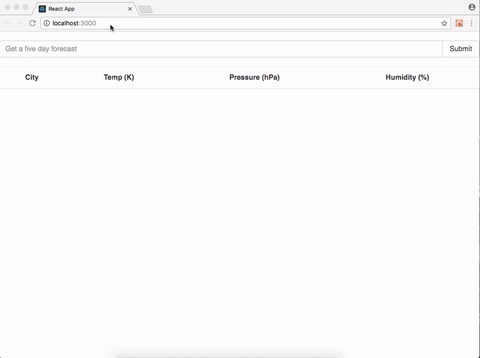 React App
localhost:3000
Get a five day forecast
Submit
City Temp (K) Pressure (hPa) Humidity (%)